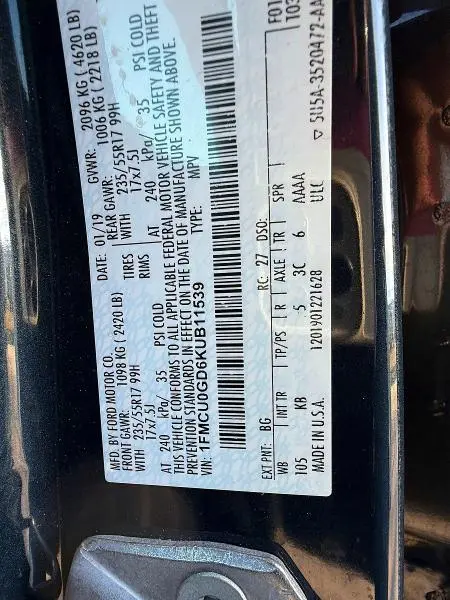 MFD. BY FORD MOTOR CO.
DATE: 01/19 GVWR: 2096 KG ( 4620 LB)
FRONT GAWR: 1098 KG (2420 LB) REAR GAWR: 1006 KG ( 2218 LB)
WITH 235/55R17 99H TIRES WITH 235/55R17 99H
17x7.5J RIMS 17x7.5J
AT 240 kPa/ 35 PSI COLD AT 240 kPa/ 35 PSI COLD
THIS VEHICLE CONFORMS TO ALL APPLICABLE FEDERAL MOTOR VEHICLE SAFETY AND THEFT
PREVENTION STANDARDS IN EFFECT ON THE DATE OF MANUFACTURE SHOWN ABOVE.
VIN: 1FMCU0GD6KUB11539 TYPE: MPV
F01
T03
EXT PNT: BG RC: 27 DSO:
WB INT TR TP/PS R AXLE TR SPR
105 KB 5 3C 6 AAAA
MADE IN U.S.A. 1201901221628 ULC
▽ 5U5A-3520472-AA